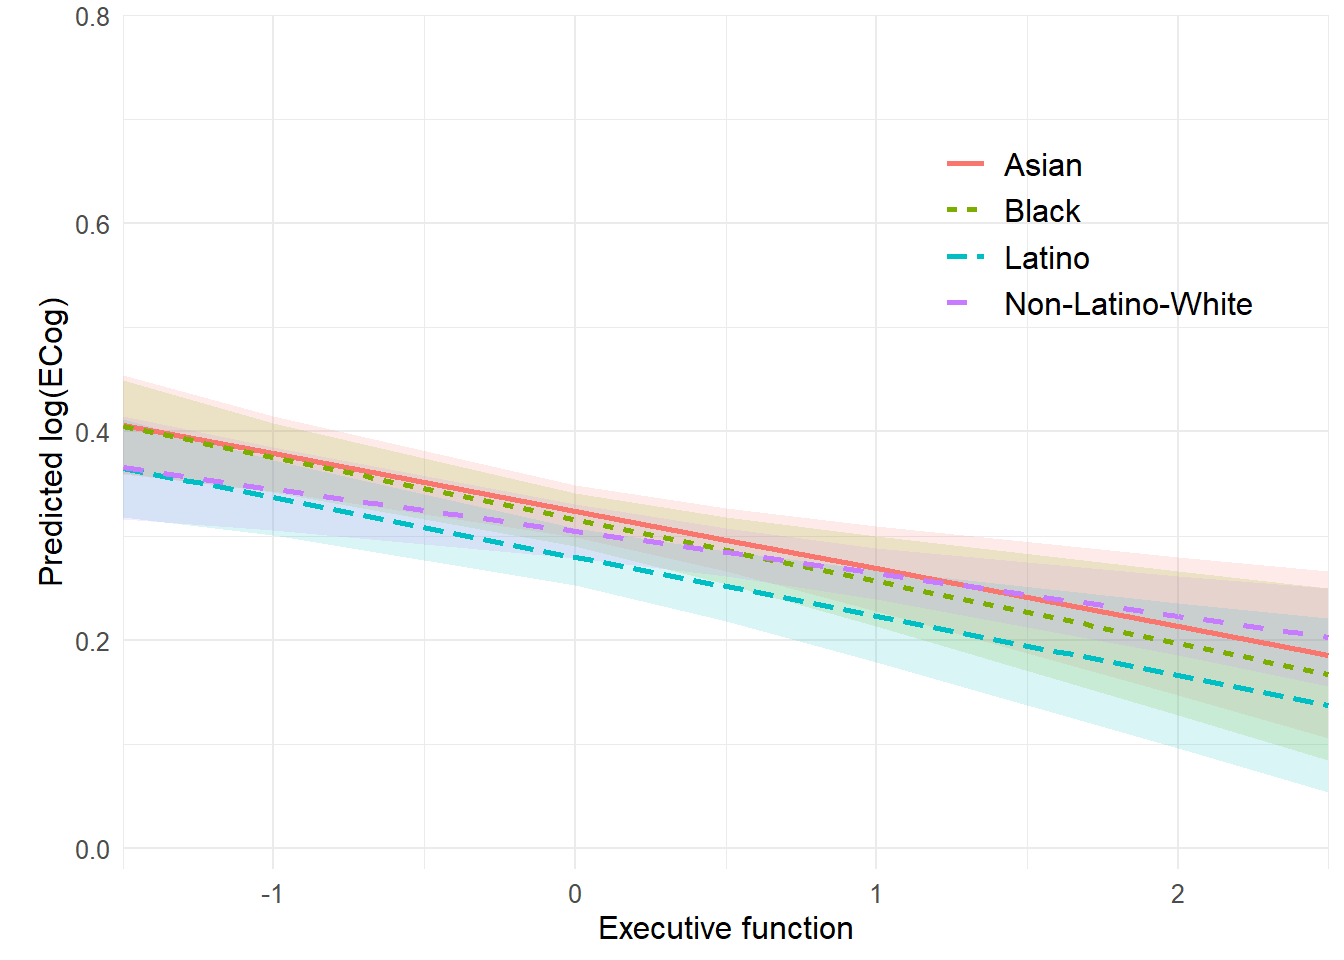 0.8
0.6
0.4
0.2
0.0
Predicted log(ECog)
Asian
Black
Latino
Non-Latino-White
-1 0 1 2
Executive function